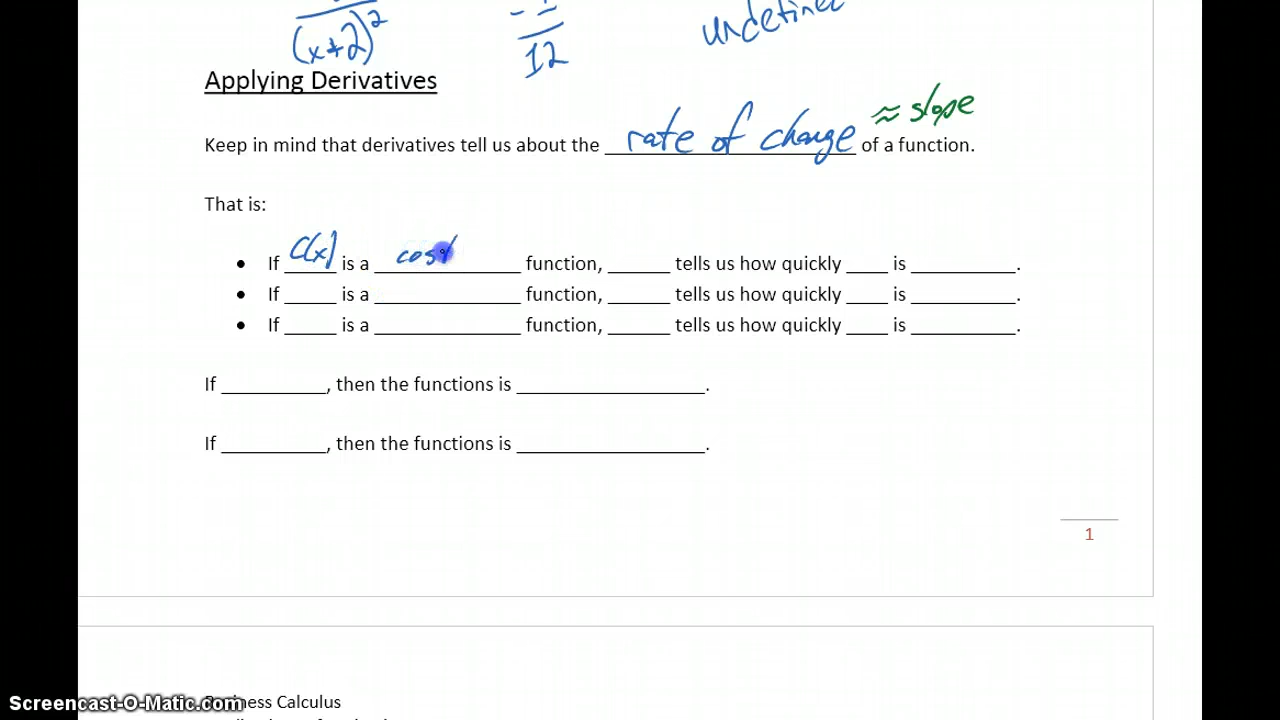 (x+2)² 12 undefined
Applying Derivatives
≈ slope
Keep in mind that derivatives tell us about the rate of change of a function.
That is:
• If C(x) is a cost function, ______ tells us how quickly ____ is __________.
• If _____ is a ______________ function, ______ tells us how quickly ____ is __________.
• If _____ is a ______________ function, ______ tells us how quickly ____ is __________.
If __________, then the functions is __________________.
If __________, then the functions is __________________.
1
Screencast-O-Matic.com
ness Calculus